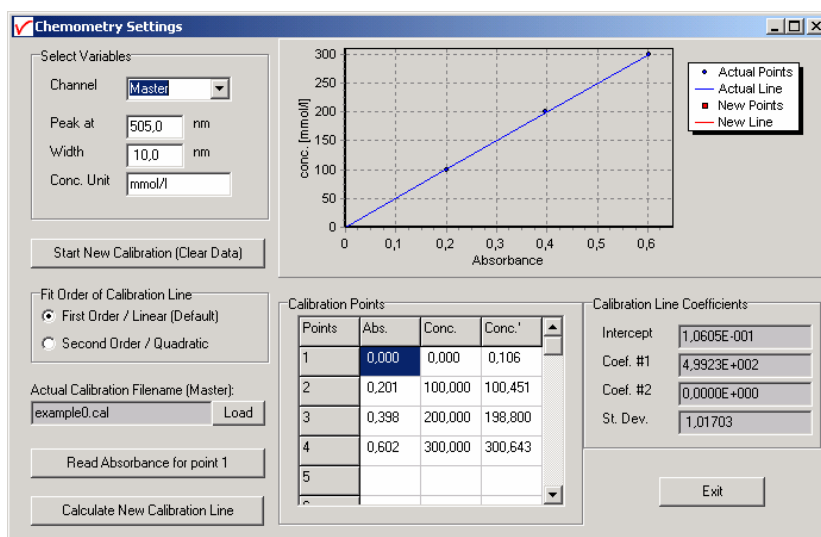 Chemometry Settings
Select Variables
Channel Master
Peak at 505,0 nm
Width 10,0 nm
Conc. Unit mmol/l
Start New Calibration (Clear Data)
Fit Order of Calibration Line
First Order / Linear (Default)
Second Order / Quadratic
Actual Calibration Filename (Master):
example0.cal Load
Read Absorbance for point 1
Calculate New Calibration Line
conc. [mmol/l]
300
250
200
150
100
50
0
0 0,1 0,2 0,3 0,4 0,5 0,6
Absorbance
Actual Points
Actual Line
New Points
New Line
Calibration Points
Points Abs. Conc. Conc.'
1 0,000 0,000 0,106
2 0,201 100,000 100,451
3 0,398 200,000 198,800
4 0,602 300,000 300,643
5
Calibration Line Coefficients
Intercept 1,0605E-001
Coef. #1 4,9923E+002
Coef. #2 0,0000E+000
St. Dev. 1,01703
Exit